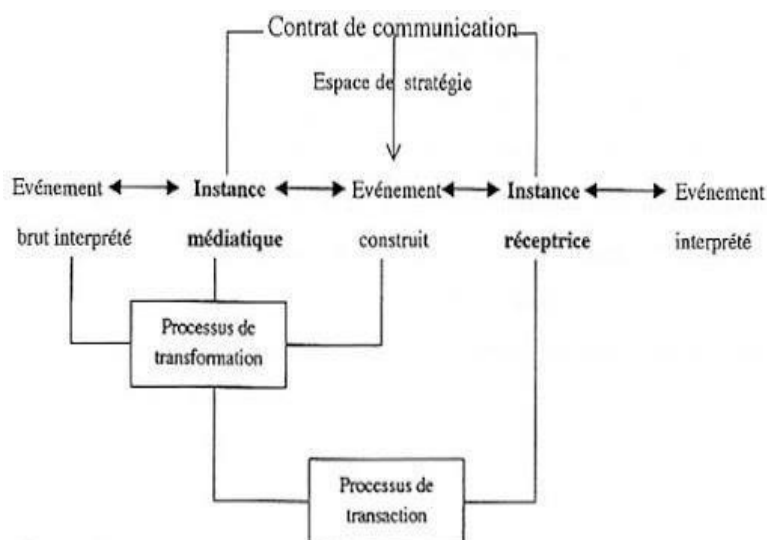 Contrat de communication
Espace de stratégie
Evénement Instance Evénement Instance Evénement
brut interprété médiatique construit réceptrice interprété
Processus de
transformation
Processus de
transaction